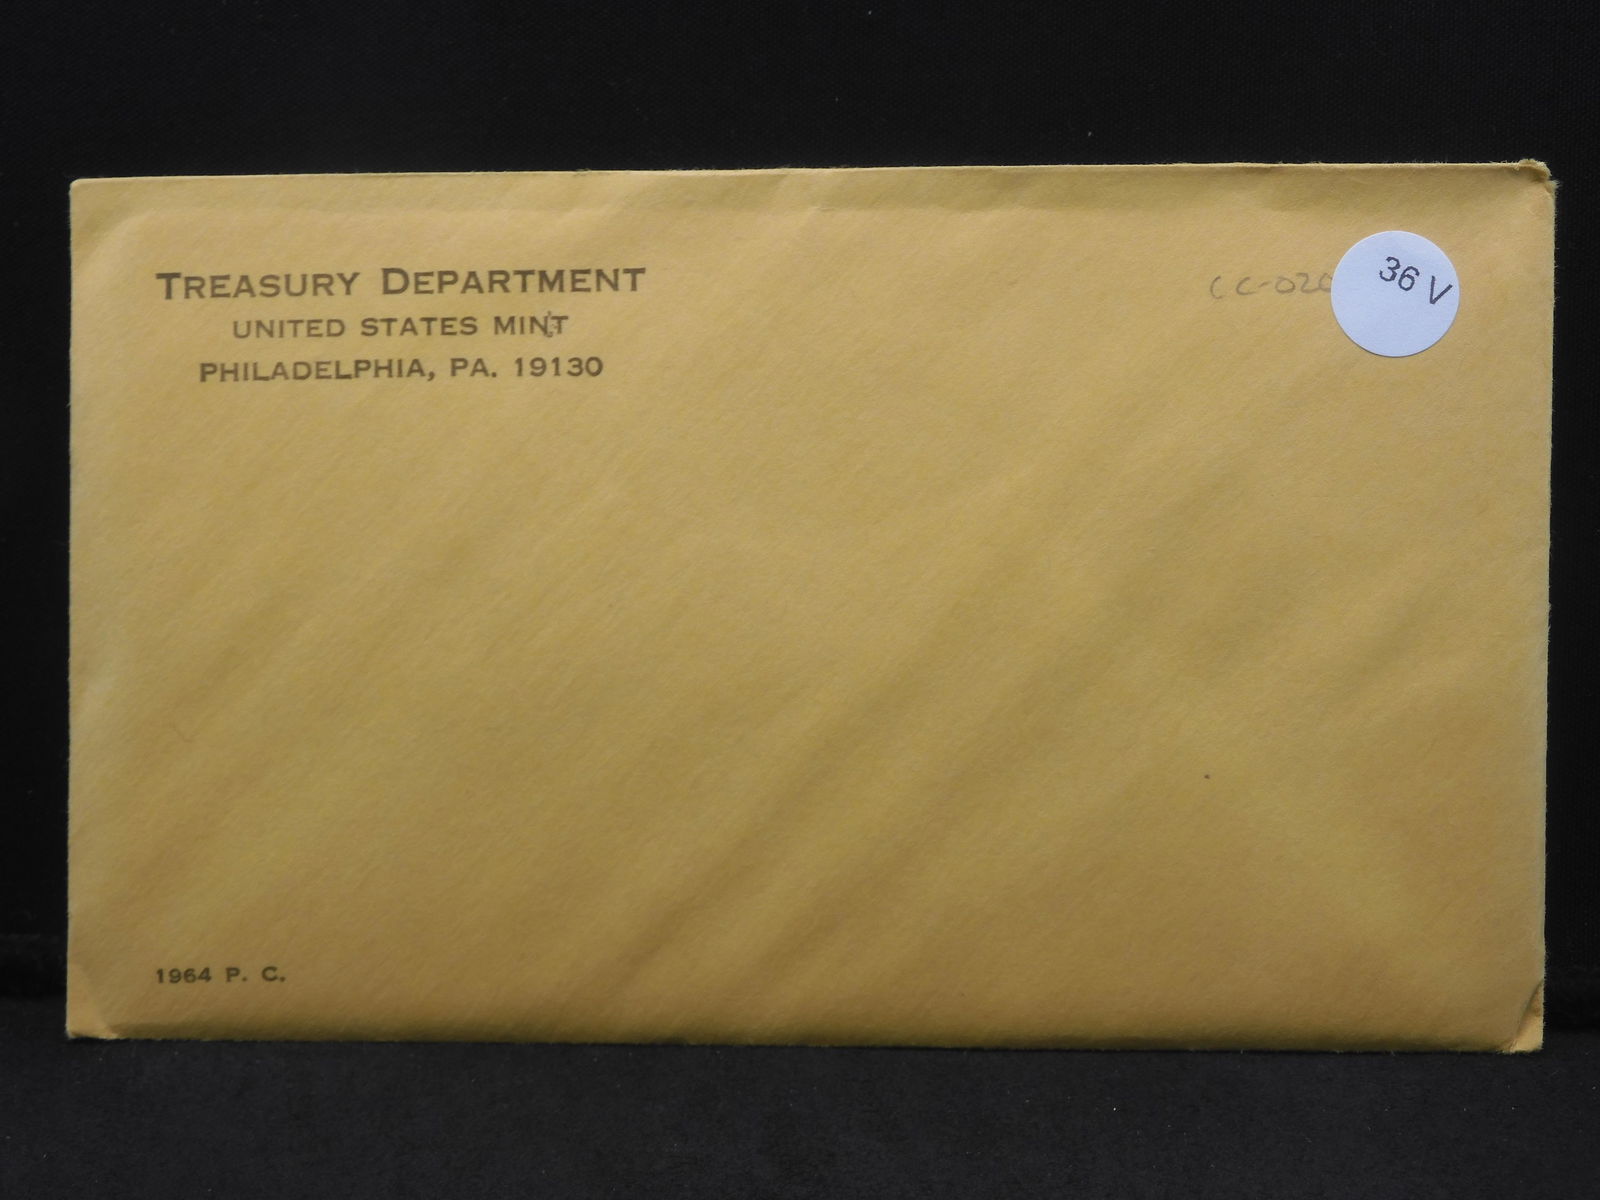 TREASURY DEPARTMENT
UNITED STATES MINT
PHILADELPHIA, PA. 19130
36 V
1964 P. C.